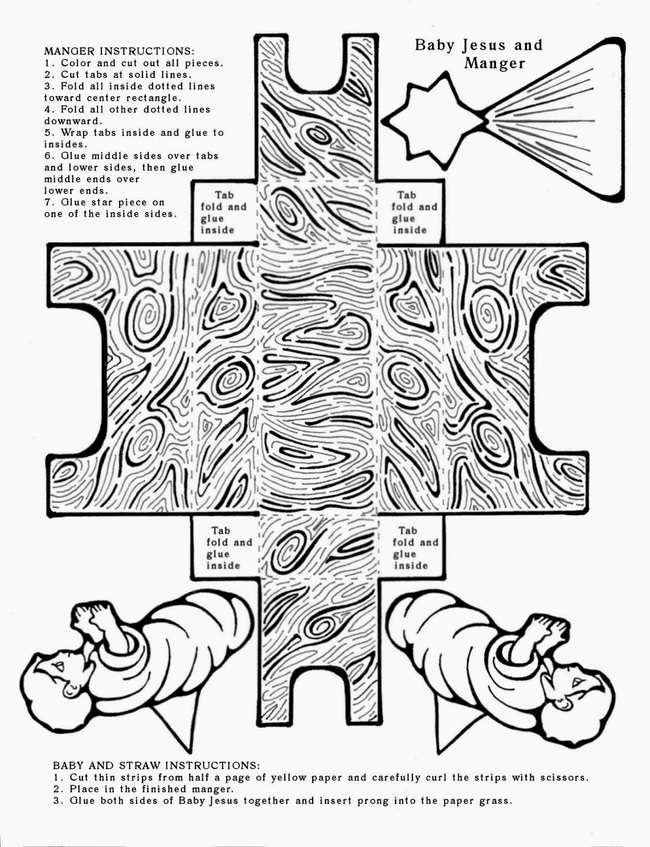 MANGER INSTRUCTIONS:
1. Color and cut out all pieces.
2. Cut tabs at solid lines.
3. Fold all inside dotted lines
toward center rectangle.
4. Fold all other dotted lines
downward.
5. Wrap tabs inside and glue to
insides.
6. Glue middle sides over tabs
and lower sides, then glue
middle ends over
lower ends.
7. Glue star piece on
one of the inside sides.
Baby Jesus and
Manger
Tab
fold and
glue
inside
Tab
fold and
glue
inside
Tab
fold and
glue
inside
Tab
fold and
glue
inside
BABY AND STRAW INSTRUCTIONS:
1. Cut thin strips from half a page of yellow paper and carefully curl the strips with scissors.
2. Place in the finished manger.
3. Glue both sides of Baby Jesus together and insert prong into the paper grass.